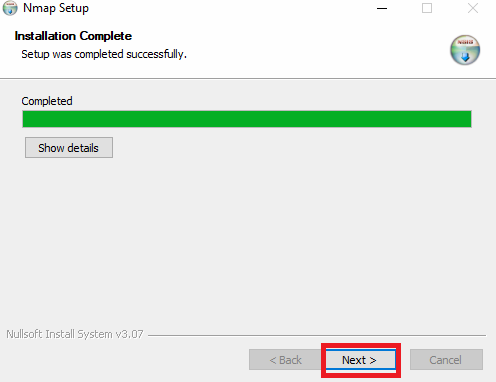 Nmap Setup
Installation Complete
Setup was completed successfully.
Completed
Show details
Nullsoft Install System v3.07
< Back
Next >
Cancel